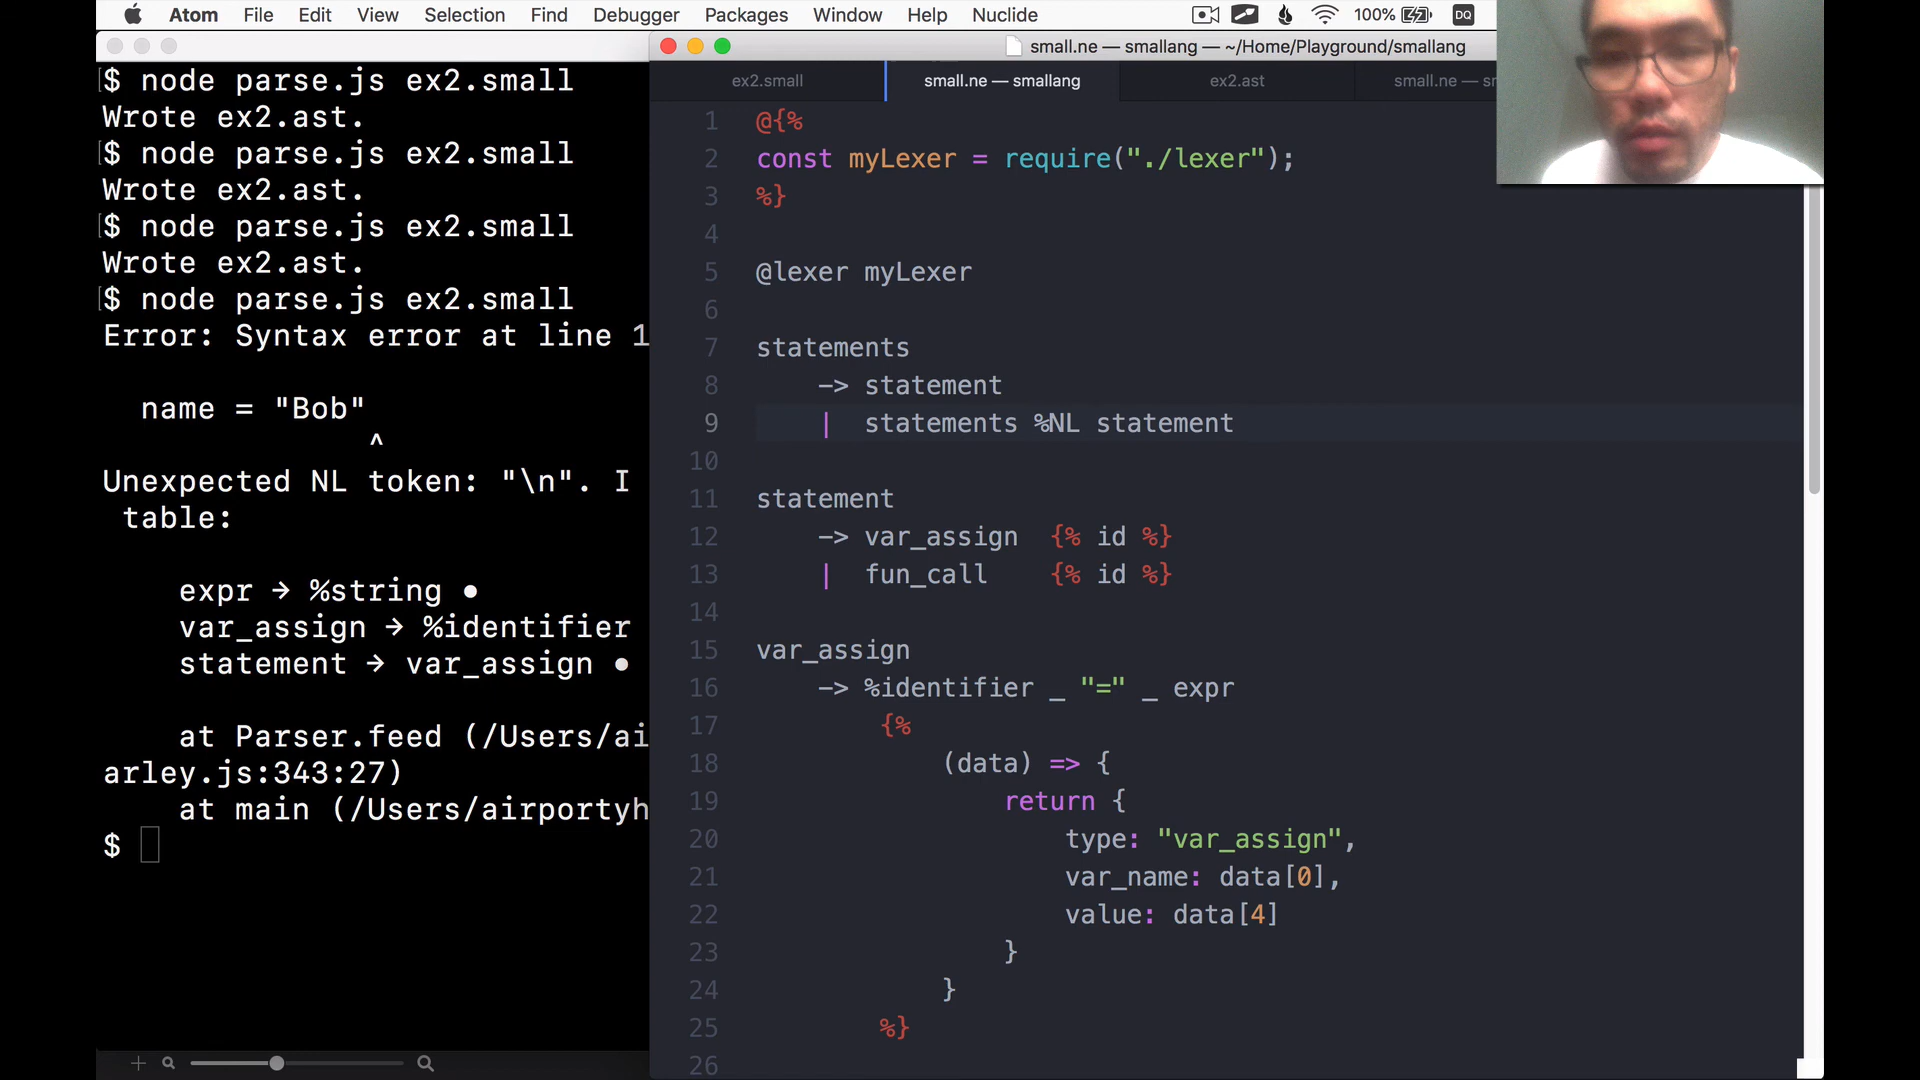 Atom File Edit View Selection Find Debugger Packages Window Help Nuclide 100% DQ
small.ne — smallang — ~/Home/Playground/smallang
ex2.small small.ne — smallang ex2.ast small.ne —
$ node parse.js ex2.small
Wrote ex2.ast.
$ node parse.js ex2.small
Wrote ex2.ast.
$ node parse.js ex2.small
Wrote ex2.ast.
$ node parse.js ex2.small
Error: Syntax error at line 1
name = "Bob"
^
Unexpected NL token: "\n". I
table:
expr → %string ●
var_assign → %identifier
statement → var_assign ●
at Parser.feed (/Users/ai
arley.js:343:27)
at main (/Users/airportyh
$
1 @{%
2 const myLexer = require("./lexer");
3 %}
4
5 @lexer myLexer
6
7 statements
8 -> statement
9 | statements %NL statement
10
11 statement
12 -> var_assign {% id %}
13 | fun_call {% id %}
14
15 var_assign
16 -> %identifier _ "=" _ expr
17 {%
18 (data) => {
19 return {
20 type: "var_assign",
21 var_name: data[0],
22 value: data[4]
23 }
24 }
25 %}
26